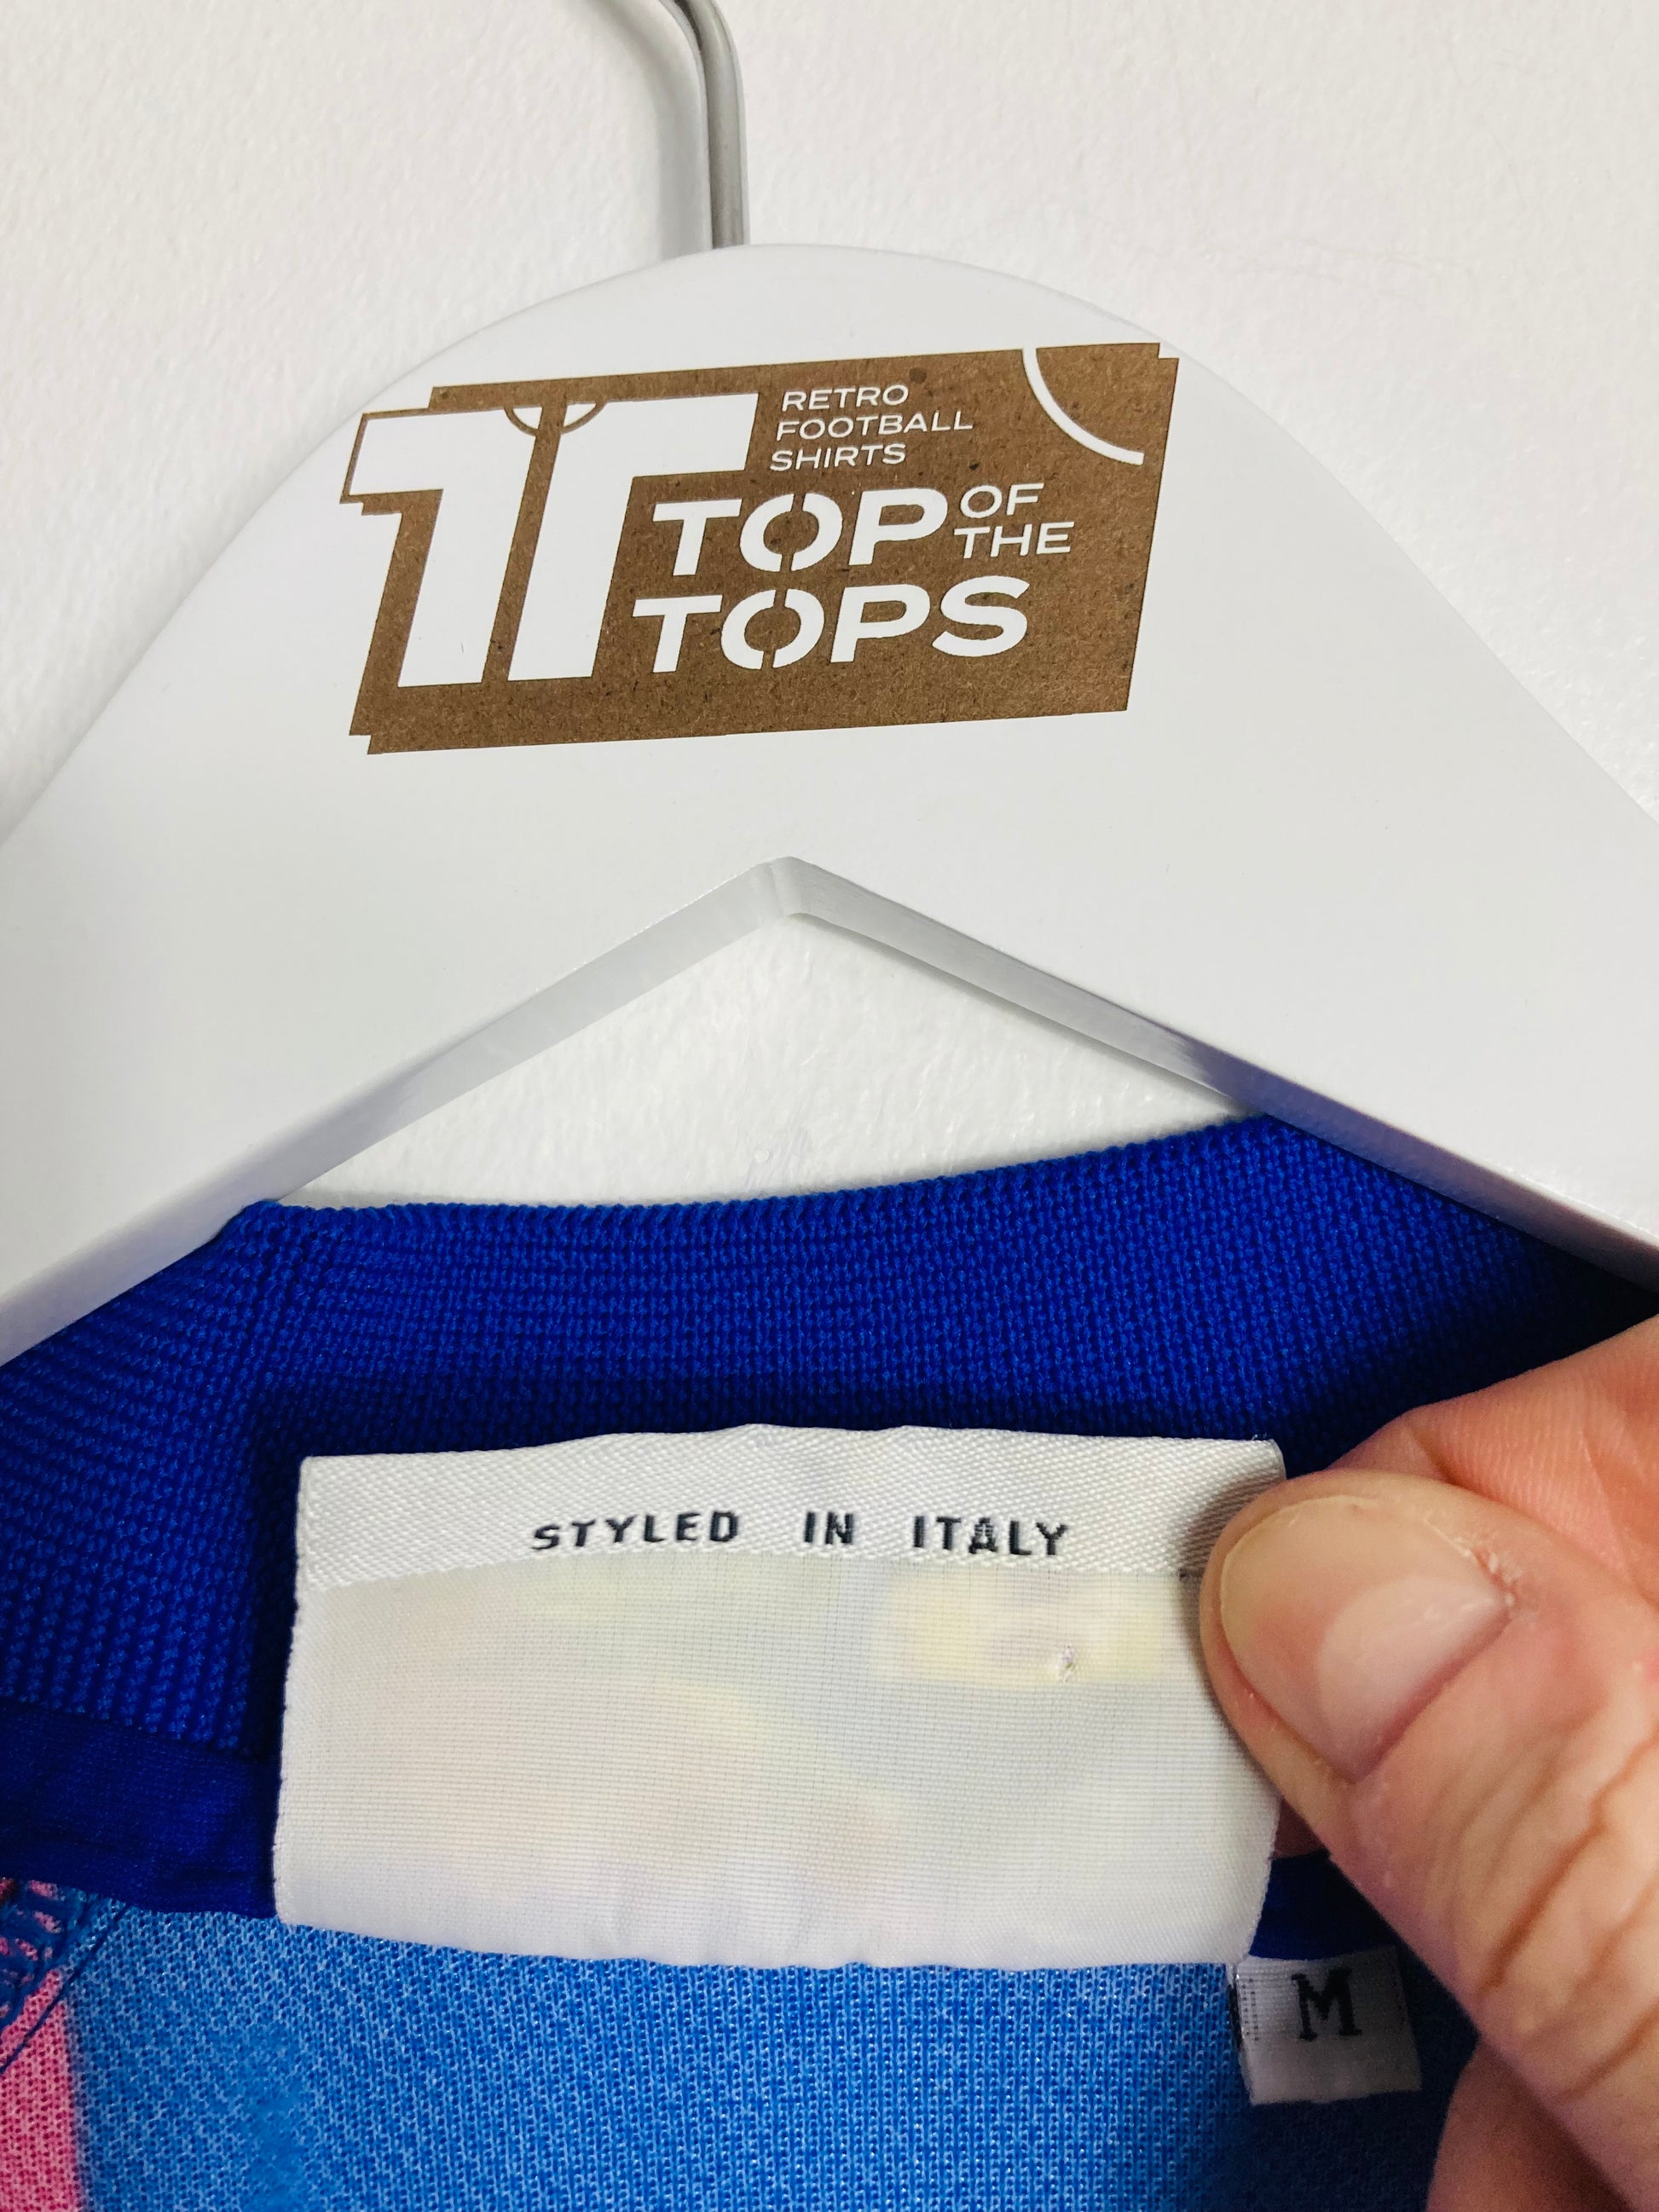 RETRO
FOOTBALL
SHIRTS
TOP OF THE
TOPS
STYLED IN ITALY
M